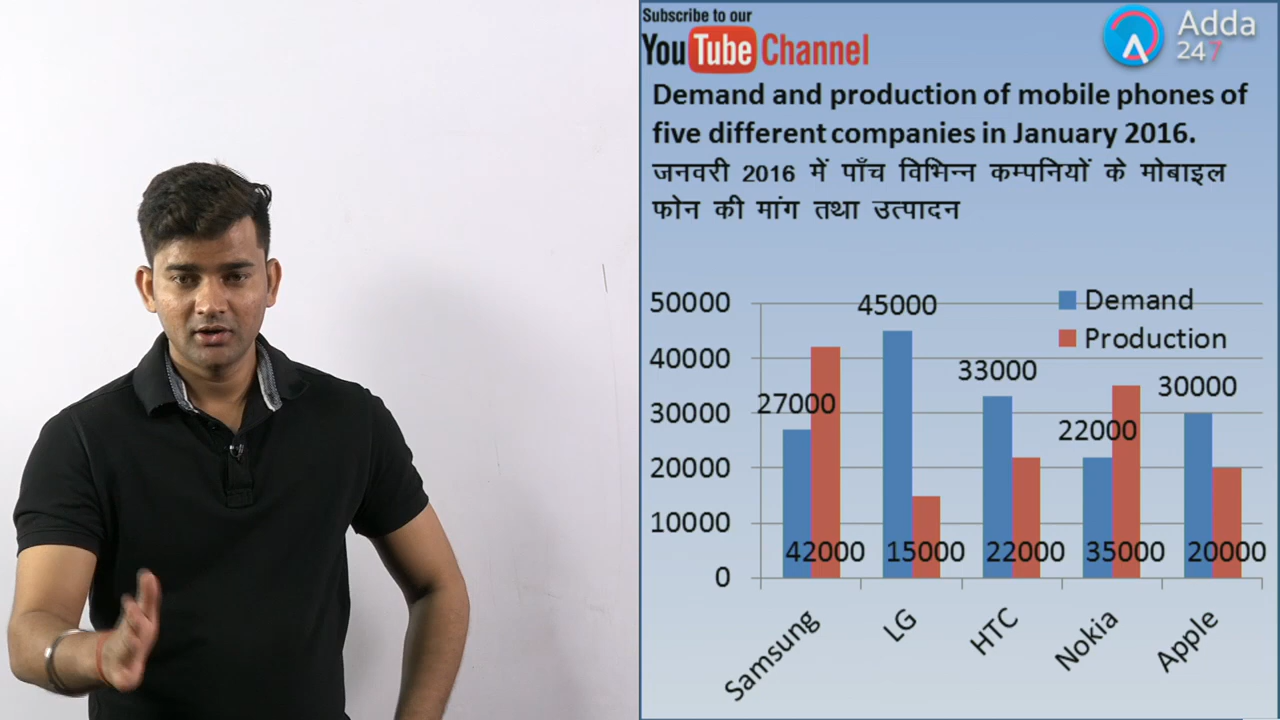 Subscribe to our
YouTube Channel
Adda
247
Demand and production of mobile phones of
five different companies in January 2016.
जनवरी 2016 में पाँच विभिन्न कम्पनियों के मोबाइल
फोन की मांग तथा उत्पादन
50000
40000
30000
20000
10000
0
Demand
Production
27000
45000
33000
22000
30000
42000
15000
22000
35000
20000
Samsung
LG
HTC
Nokia
Apple